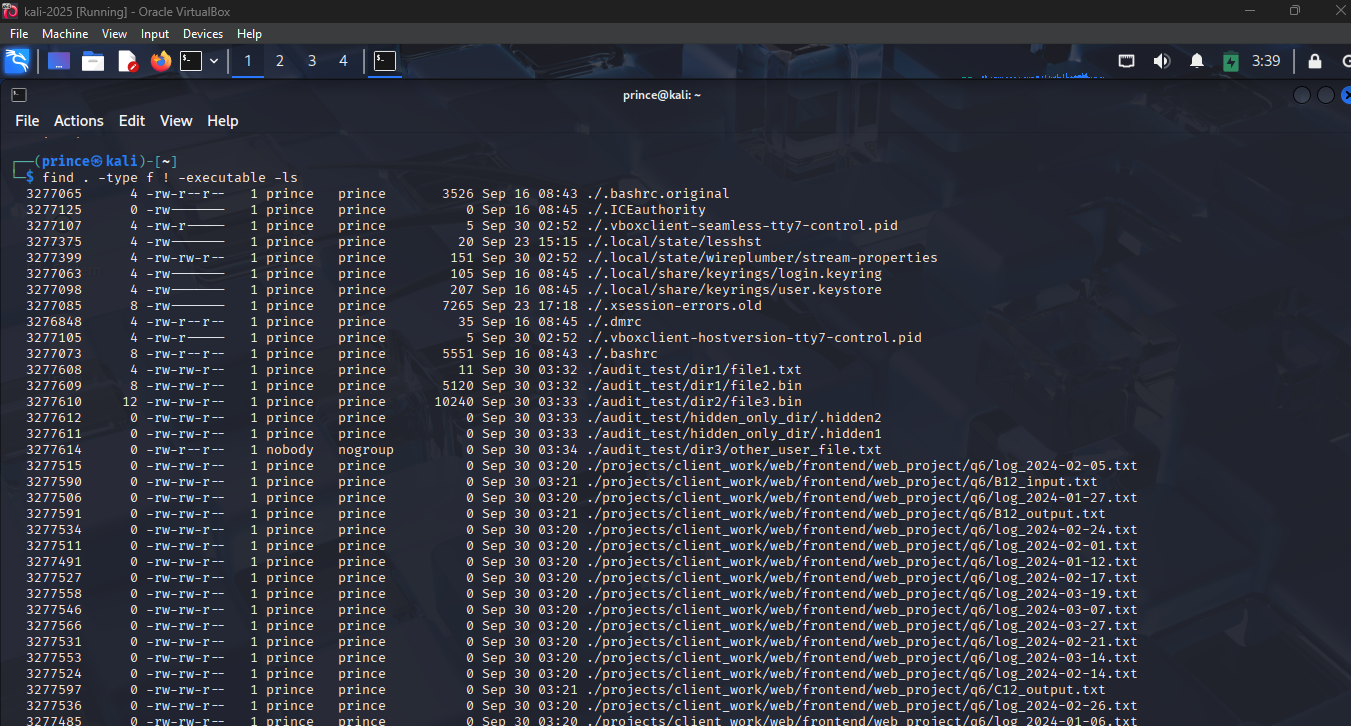 kali-2025 [Running] - Oracle VirtualBox
File Machine View Input Devices Help
1 2 3 4 3:39
prince@kali: ~
File Actions Edit View Help
┌──(prince㉿kali)-[~]
└─$ find . -type f ! -executable -ls
3277065 4 -rw-r--r-- 1 prince prince 3526 Sep 16 08:43 ./.bashrc.original
3277125 0 -rw------- 1 prince prince 0 Sep 16 08:45 ./.ICEauthority
3277107 4 -rw-r----- 1 prince prince 5 Sep 30 02:52 ./.vboxclient-seamless-tty7-control.pid
3277375 4 -rw------- 1 prince prince 20 Sep 23 15:15 ./.local/state/lesshst
3277399 4 -rw-rw-r-- 1 prince prince 151 Sep 30 02:52 ./.local/state/wireplumber/stream-properties
3277063 4 -rw------- 1 prince prince 105 Sep 16 08:45 ./.local/share/keyrings/login.keyring
3277098 4 -rw------- 1 prince prince 207 Sep 16 08:45 ./.local/share/keyrings/user.keystore
3277085 8 -rw------- 1 prince prince 7265 Sep 23 17:18 ./.xsession-errors.old
3276848 4 -rw-r--r-- 1 prince prince 35 Sep 16 08:45 ./.dmrc
3277105 4 -rw-r----- 1 prince prince 5 Sep 30 02:52 ./.vboxclient-hostversion-tty7-control.pid
3277073 8 -rw-r--r-- 1 prince prince 5551 Sep 16 08:43 ./.bashrc
3277608 4 -rw-rw-r-- 1 prince prince 11 Sep 30 03:32 ./audit_test/dir1/file1.txt
3277609 8 -rw-rw-r-- 1 prince prince 5120 Sep 30 03:32 ./audit_test/dir1/file2.bin
3277610 12 -rw-rw-r-- 1 prince prince 10240 Sep 30 03:33 ./audit_test/dir2/file3.bin
3277612 0 -rw-rw-r-- 1 prince prince 0 Sep 30 03:33 ./audit_test/hidden_only_dir/.hidden2
3277611 0 -rw-rw-r-- 1 prince prince 0 Sep 30 03:33 ./audit_test/hidden_only_dir/.hidden1
3277614 0 -rw-r--r-- 1 nobody nogroup 0 Sep 30 03:34 ./audit_test/dir3/other_user_file.txt
3277515 0 -rw-rw-r-- 1 prince prince 0 Sep 30 03:20 ./projects/client_work/web/frontend/web_project/q6/log_2024-02-05.txt
3277590 0 -rw-rw-r-- 1 prince prince 0 Sep 30 03:21 ./projects/client_work/web/frontend/web_project/q6/B12_input.txt
3277506 0 -rw-rw-r-- 1 prince prince 0 Sep 30 03:20 ./projects/client_work/web/frontend/web_project/q6/log_2024-01-27.txt
3277591 0 -rw-rw-r-- 1 prince prince 0 Sep 30 03:21 ./projects/client_work/web/frontend/web_project/q6/B12_output.txt
3277534 0 -rw-rw-r-- 1 prince prince 0 Sep 30 03:20 ./projects/client_work/web/frontend/web_project/q6/log_2024-02-24.txt
3277511 0 -rw-rw-r-- 1 prince prince 0 Sep 30 03:20 ./projects/client_work/web/frontend/web_project/q6/log_2024-02-01.txt
3277491 0 -rw-rw-r-- 1 prince prince 0 Sep 30 03:20 ./projects/client_work/web/frontend/web_project/q6/log_2024-01-12.txt
3277527 0 -rw-rw-r-- 1 prince prince 0 Sep 30 03:20 ./projects/client_work/web/frontend/web_project/q6/log_2024-02-17.txt
3277558 0 -rw-rw-r-- 1 prince prince 0 Sep 30 03:20 ./projects/client_work/web/frontend/web_project/q6/log_2024-03-19.txt
3277546 0 -rw-rw-r-- 1 prince prince 0 Sep 30 03:20 ./projects/client_work/web/frontend/web_project/q6/log_2024-03-07.txt
3277566 0 -rw-rw-r-- 1 prince prince 0 Sep 30 03:20 ./projects/client_work/web/frontend/web_project/q6/log_2024-03-27.txt
3277531 0 -rw-rw-r-- 1 prince prince 0 Sep 30 03:20 ./projects/client_work/web/frontend/web_project/q6/log_2024-02-21.txt
3277553 0 -rw-rw-r-- 1 prince prince 0 Sep 30 03:20 ./projects/client_work/web/frontend/web_project/q6/log_2024-03-14.txt
3277524 0 -rw-rw-r-- 1 prince prince 0 Sep 30 03:20 ./projects/client_work/web/frontend/web_project/q6/log_2024-02-14.txt
3277597 0 -rw-rw-r-- 1 prince prince 0 Sep 30 03:21 ./projects/client_work/web/frontend/web_project/q6/C12_output.txt
3277536 0 -rw-rw-r-- 1 prince prince 0 Sep 30 03:20 ./projects/client_work/web/frontend/web_project/q6/log_2024-02-26.txt
3277485 0 -rw-rw-r-- 1 prince prince 0 Sep 30 03:20 ./projects/client_work/web/frontend/web_project/q6/log_2024-01-06.txt